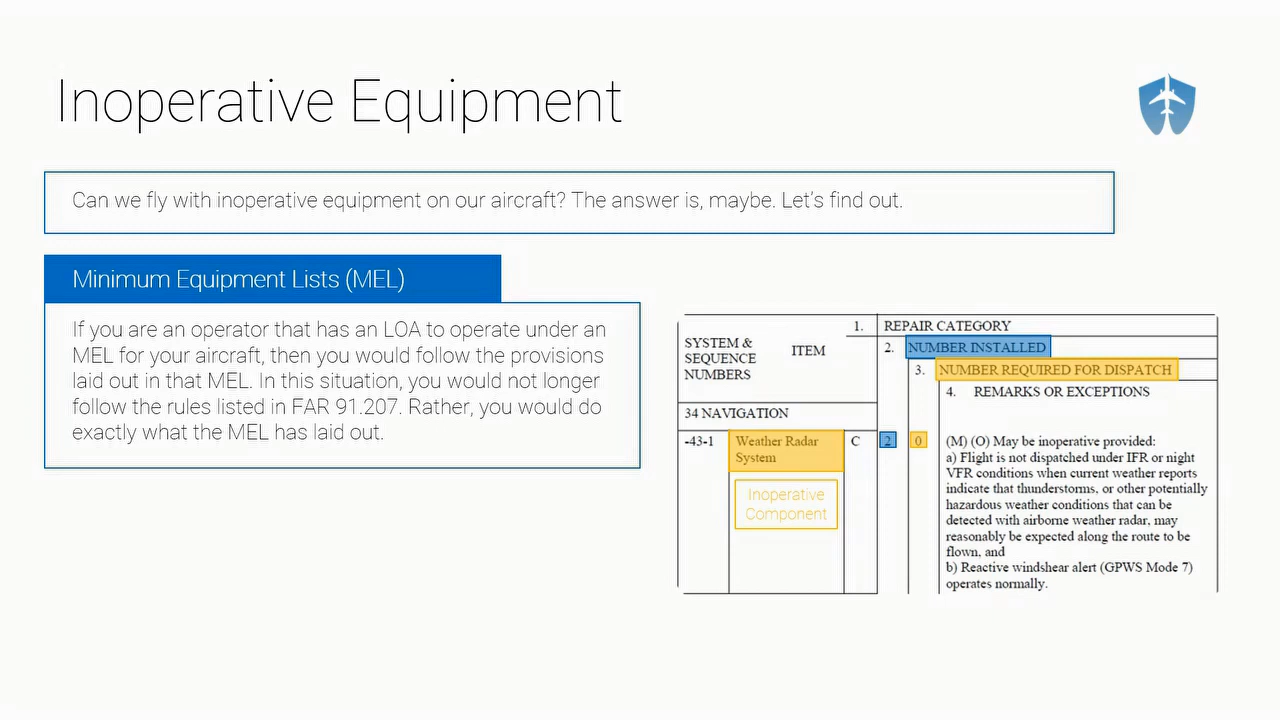 Inoperative Equipment
Can we fly with inoperative equipment on our aircraft? The answer is, maybe. Let's find out.
Minimum Equipment Lists (MEL)
If you are an operator that has an LOA to operate under an
MEL for your aircraft, then you would follow the provisions
laid out in that MEL. In this situation, you would not longer
follow the rules listed in FAR 91.207. Rather, you would do
exactly what the MEL has laid out.
SYSTEM &
SEQUENCE
NUMBERS
ITEM
1. REPAIR CATEGORY
2. NUMBER INSTALLED
3. NUMBER REQUIRED FOR DISPATCH
4. REMARKS OR EXCEPTIONS
34 NAVIGATION
-43-1
Weather Radar
System
Inoperative
Component
C
2
0
(M) (O) May be inoperative provided:
a) Flight is not dispatched under IFR or night
VFR conditions when current weather reports
indicate that thunderstorms, or other potentially
hazardous weather conditions that can be
detected with airborne weather radar, may
reasonably be expected along the route to be
flown, and
b) Reactive windshear alert (GPWS Mode 7)
operates normally.